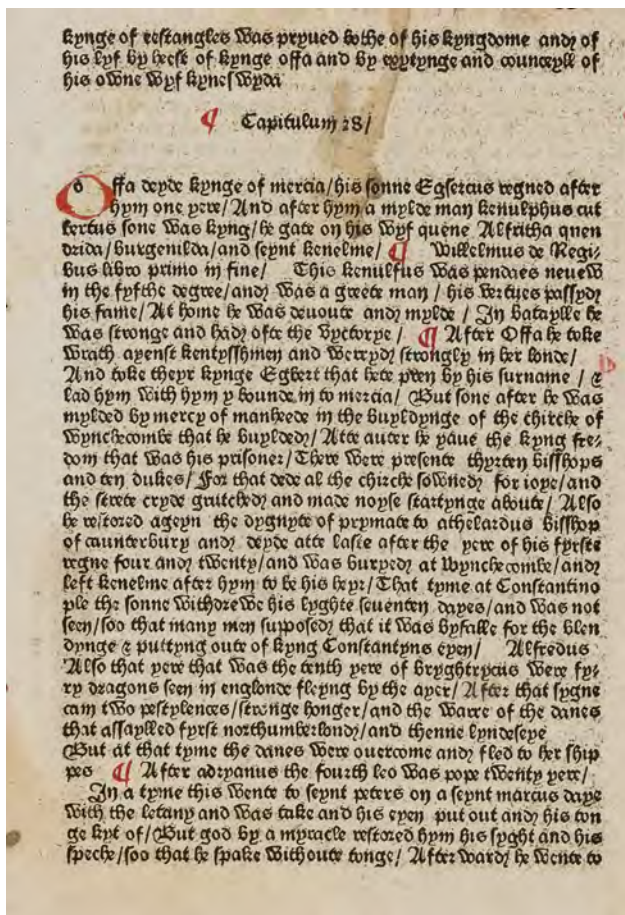 kynge of eestangles was pryued bothe of his kyngdome and of
his lyf by heest of kynge offa and by excytynge and counceyll of
his owne wyf kyneswyda
¶ Capitulum 28/
Offa deyde kynge of mercia/his sonne Egfertus regned after
hym one yere/And after hym a mylde man kenulphus cut
bertus sone was kyng/he gate on his wyf quene Alfritha quen
drida/burgenilda/and seynt kenelme/ ¶ Willelmus de Regi⸗
bus libro primo in fine/ This kenulfus was pendaes neuew
in the fyfthe degree/and was a greete man / his vertues passyd
his fame/At home he was deuoute and mylde / In bataylle he
was stronge and had ofte the vyctorye / ¶ After Offa he toke
wrath ayenst kentysshmen and werryd strongly in her londe/
And toke theyr kynge Egbert that hete pren by his surname / &
lad hym with hym y bounde in to mercia/ But sone after he was
mylded by mercy of manheede in the buyldynge of the chirche of
wynchecombe that he buylded/Atte auter he yaue the kyng fre⸗
dom that was his prisoner/There were presente thyrten bisshops
and ten dukes/For that dede al the chirche sowned for ioye/and
the strete cryde grutched and made noyse startynge aboute/Also
he restored ageyn the dygnyte of prymate to athelardus bisshop
of caunterbury and deyde atte laste after the yere of his fyrste
regne four and twenty/and was buryed at wynchecombe/and
left kenelme after hym to be his heyr/That tyme at Constantino
ple the sonne withdrewe his lyghte seuenten dayes/and was not
seen/soo that many men supposed that it was byfalle for the blen
dynge & puttyng oute of kyng Constantyns eyen/ Alfredus
Also that yere that was the tenth yere of bryghtrycus were fy⸗
ry dragons seen in englonde fleyng by the ayer/After that sygne
cam two pestylences/stronge honger/and the warre of the danes
that assaylled fyrst northumberlond/and thenne lyndeseye
But at that tyme the danes were ouercome and fled to her ship
pes ¶ After adryanus the fourth leo was pope twenty yere/
In a tyme this wente to seynt peters on a seynt marcus daye
with the letany and was take and his eyen put out and his ton
ge kyt of/But god by a myracle restored hym his syght and his
speche/soo that he spake withoute tonge/ Afterward he wente to